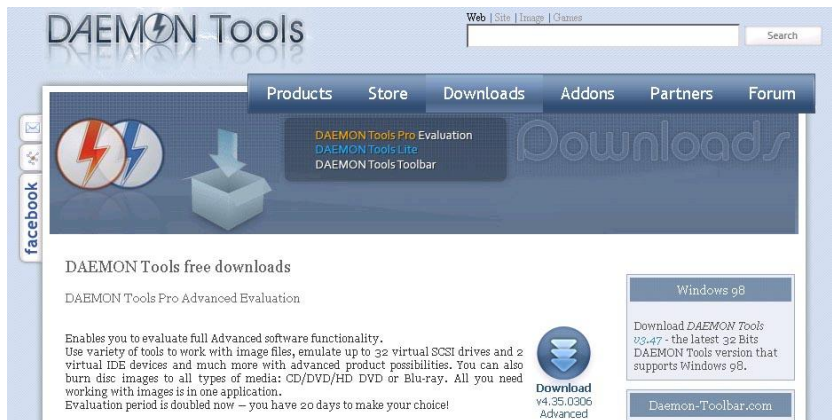 DAEMON Tools
Web | Site | Image | Games
Search
Products Store Downloads Addons Partners Forum
DAEMON Tools Pro Evaluation
DAEMON Tools Lite
DAEMON Tools Toolbar
Downloads
facebook
DAEMON Tools free downloads
DAEMON Tools Pro Advanced Evaluation
Enables you to evaluate full Advanced software functionality.
Use variety of tools to work with image files, emulate up to 32 virtual SCSI drives and 2
virtual IDE devices and much more with advanced product possibilities. You can also
burn disc images to all types of media: CD/DVD/HD DVD or Blu-ray. All you need
working with images is in one application.
Evaluation period is doubled now – you have 20 days to make your choice!
Download
v4.35.0306
Advanced
Windows 98
Download DAEMON Tools
v3.47 - the latest 32 Bits
DAEMON Tools version that
supports Windows 98.
Daemon-Toolbar.com